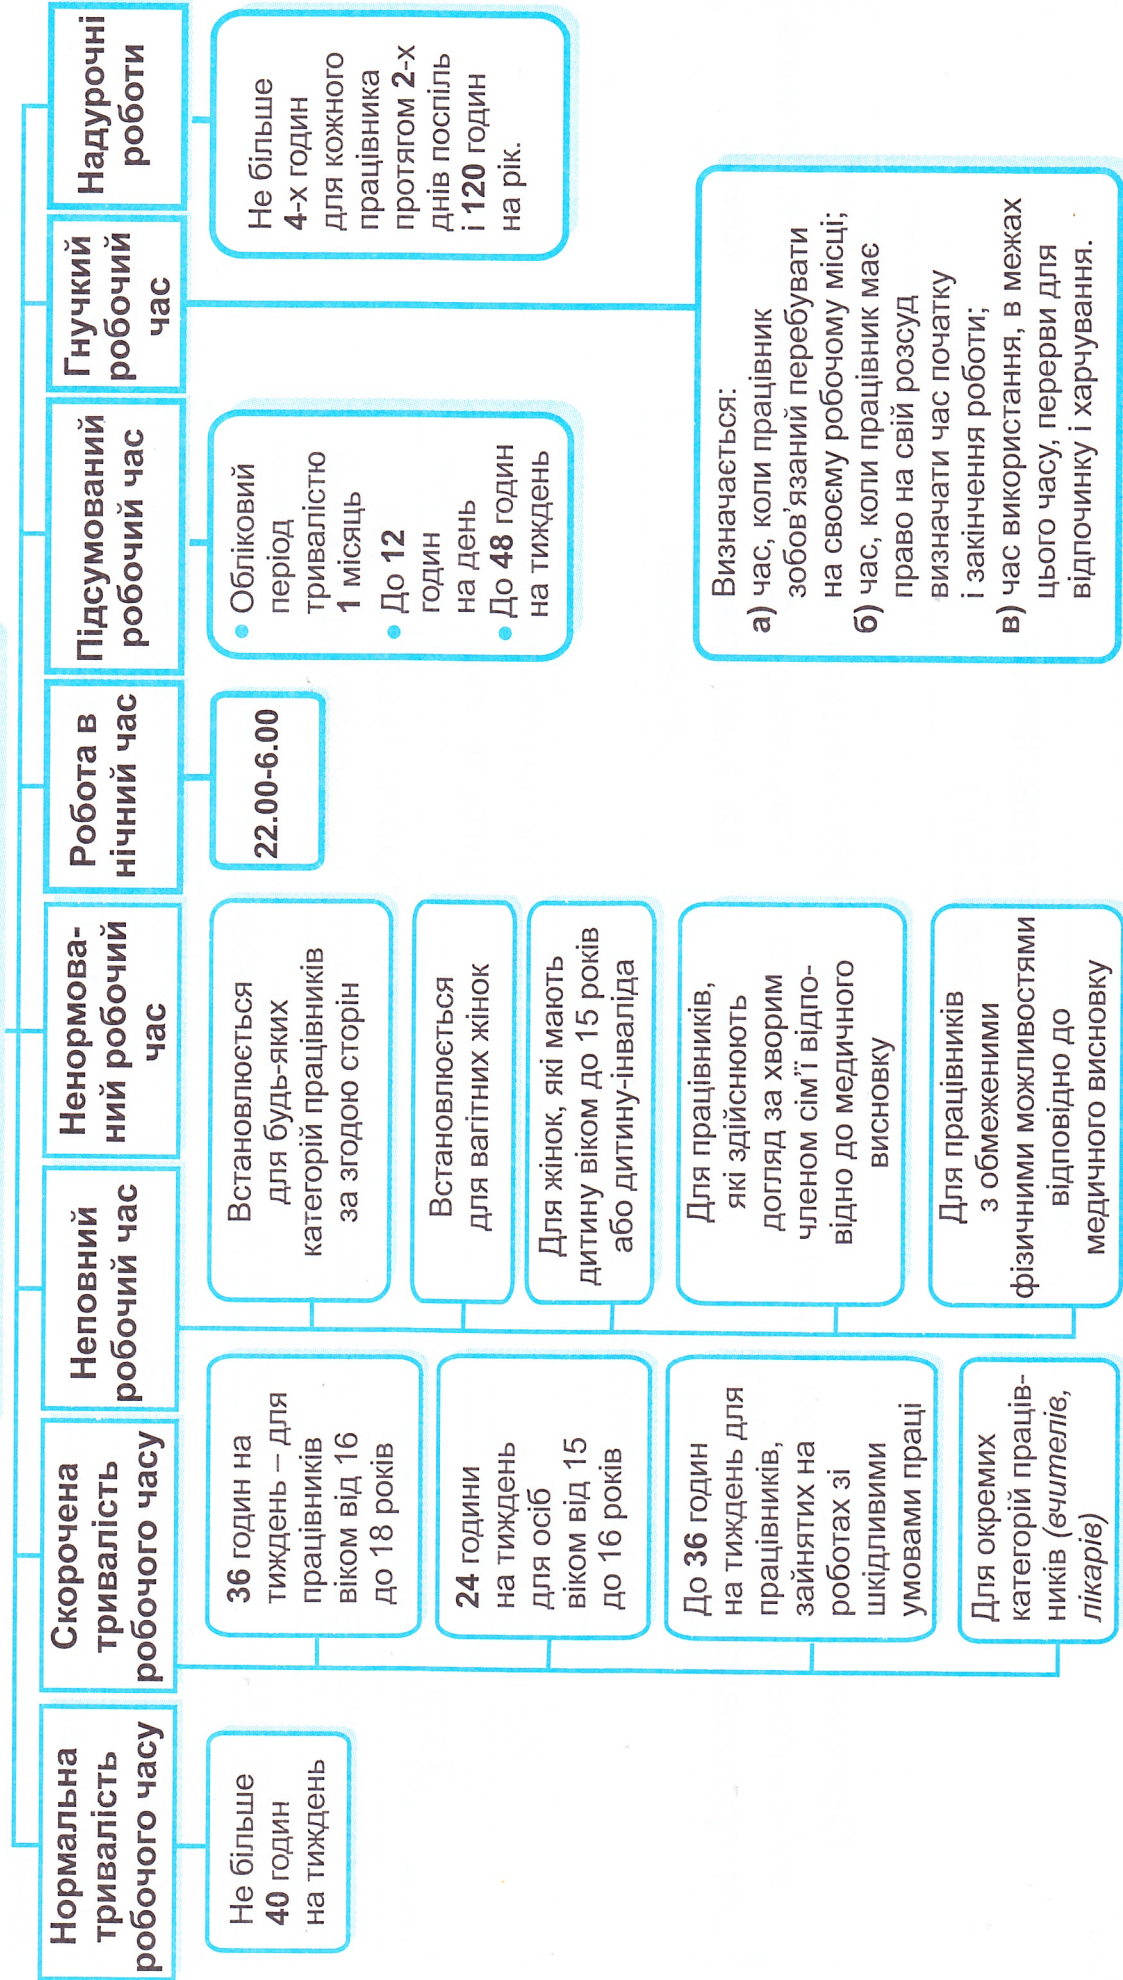 Нормальна
тривалість
робочого часу
Не більше
40 годин
на тиждень
Скорочена
тривалість
робочого часу
36 годин на
тиждень – для
працівників
віком від 16
до 18 років
24 години
на тиждень
для осіб
віком від 15
до 16 років
До 36 годин
на тиждень для
працівників,
зайнятих на
роботах зі
шкідливими
умовами праці
Для окремих
категорій праців-
ників (вчителів,
лікарів)
Неповний
робочий час
Встановлюється
для будь-яких
категорій працівників
за згодою сторін
Встановлюється
для вагітних жінок
Для жінок, які мають
дитину віком до 15 років
або дитину-інваліда
Для працівників,
які здійснюють
догляд за хворим
членом сім’ї відпо-
відно до медичного
висновку
Для працівників
з обмеженими
фізичними можливостями
відповідно до
медичного висновку
Ненормова-
ний робочий
час
Робота в
нічний час
22.00-6.00
Підсумований
робочий час
• Обліковий
період
тривалістю
1 місяць
• До 12
годин
на день
• До 48 годин
на тиждень
Гнучкий
робочий
час
Визначається:
а) час, коли працівник
зобов’язаний перебувати
на своєму робочому місці;
б) час, коли працівник має
право на свій розсуд
визначати час початку
і закінчення роботи;
в) час використання, в межах
цього часу, перерви для
відпочинку і харчування.
Надурочні
роботи
Не більше
4-х годин
для кожного
працівника
протягом 2-х
днів поспіль
і 120 годин
на рік.